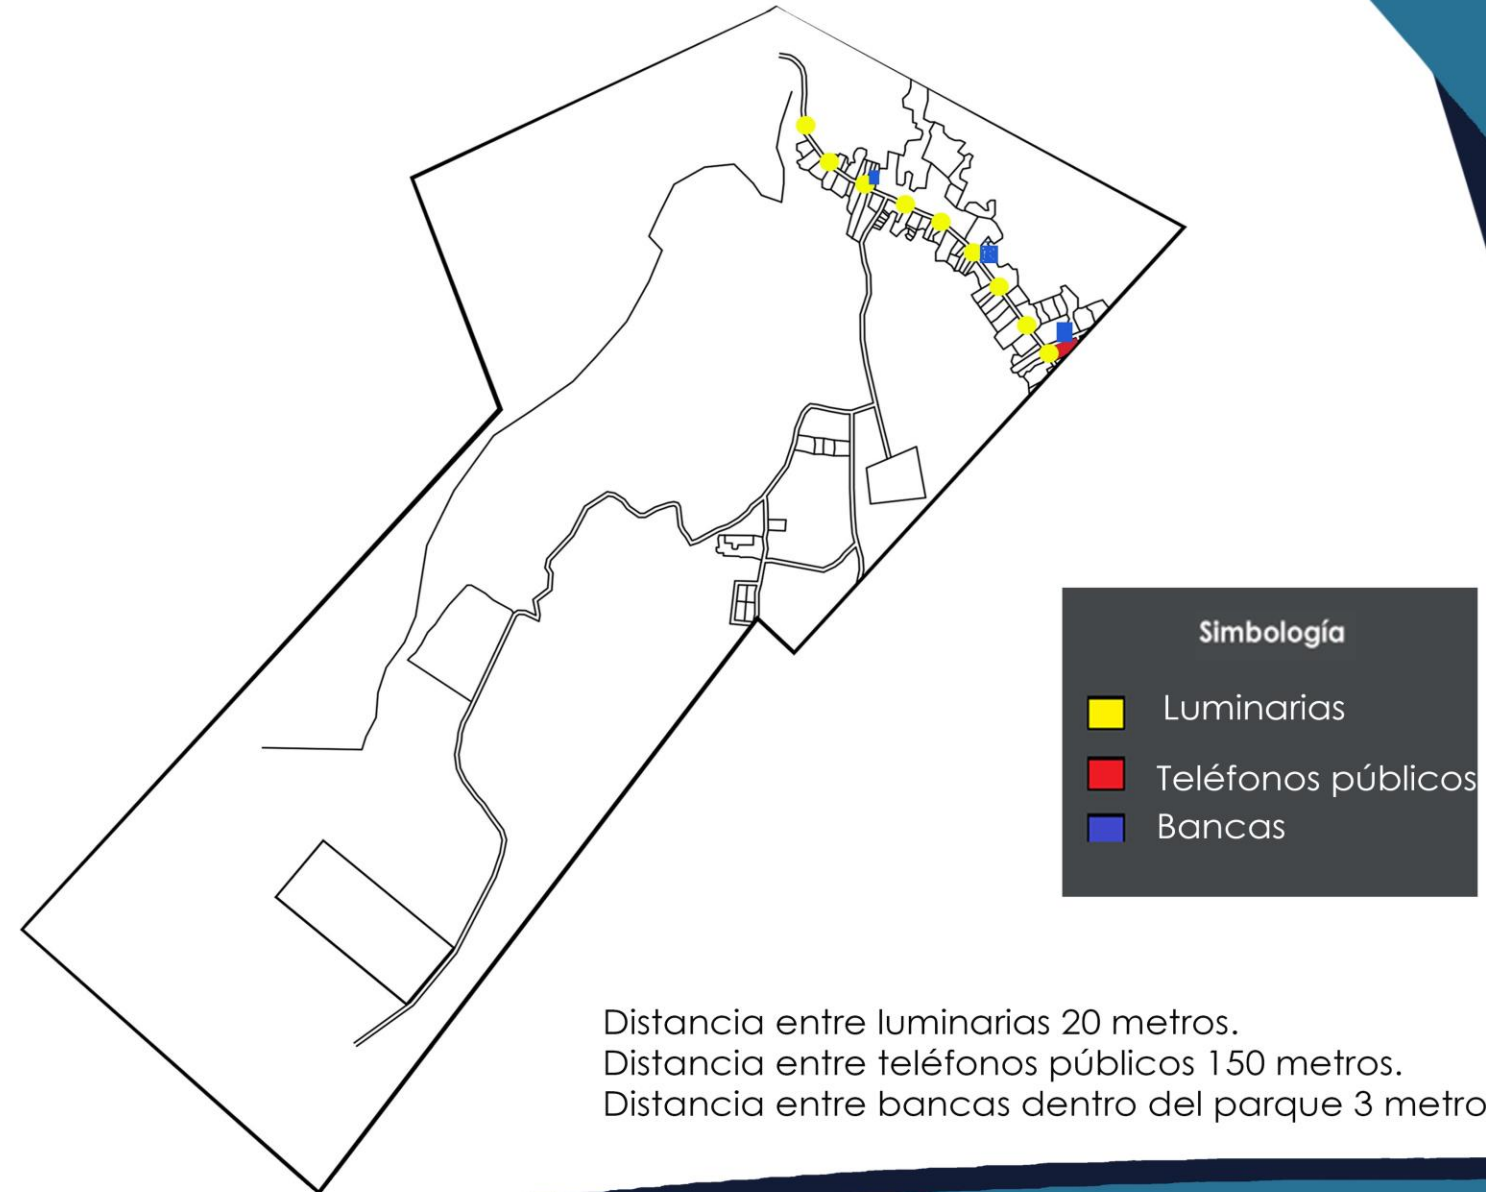 Simbología
Luminarias
Teléfonos públicos
Bancas
Distancia entre luminarias 20 metros.
Distancia entre teléfonos públicos 150 metros.
Distancia entre bancas dentro del parque 3 metro